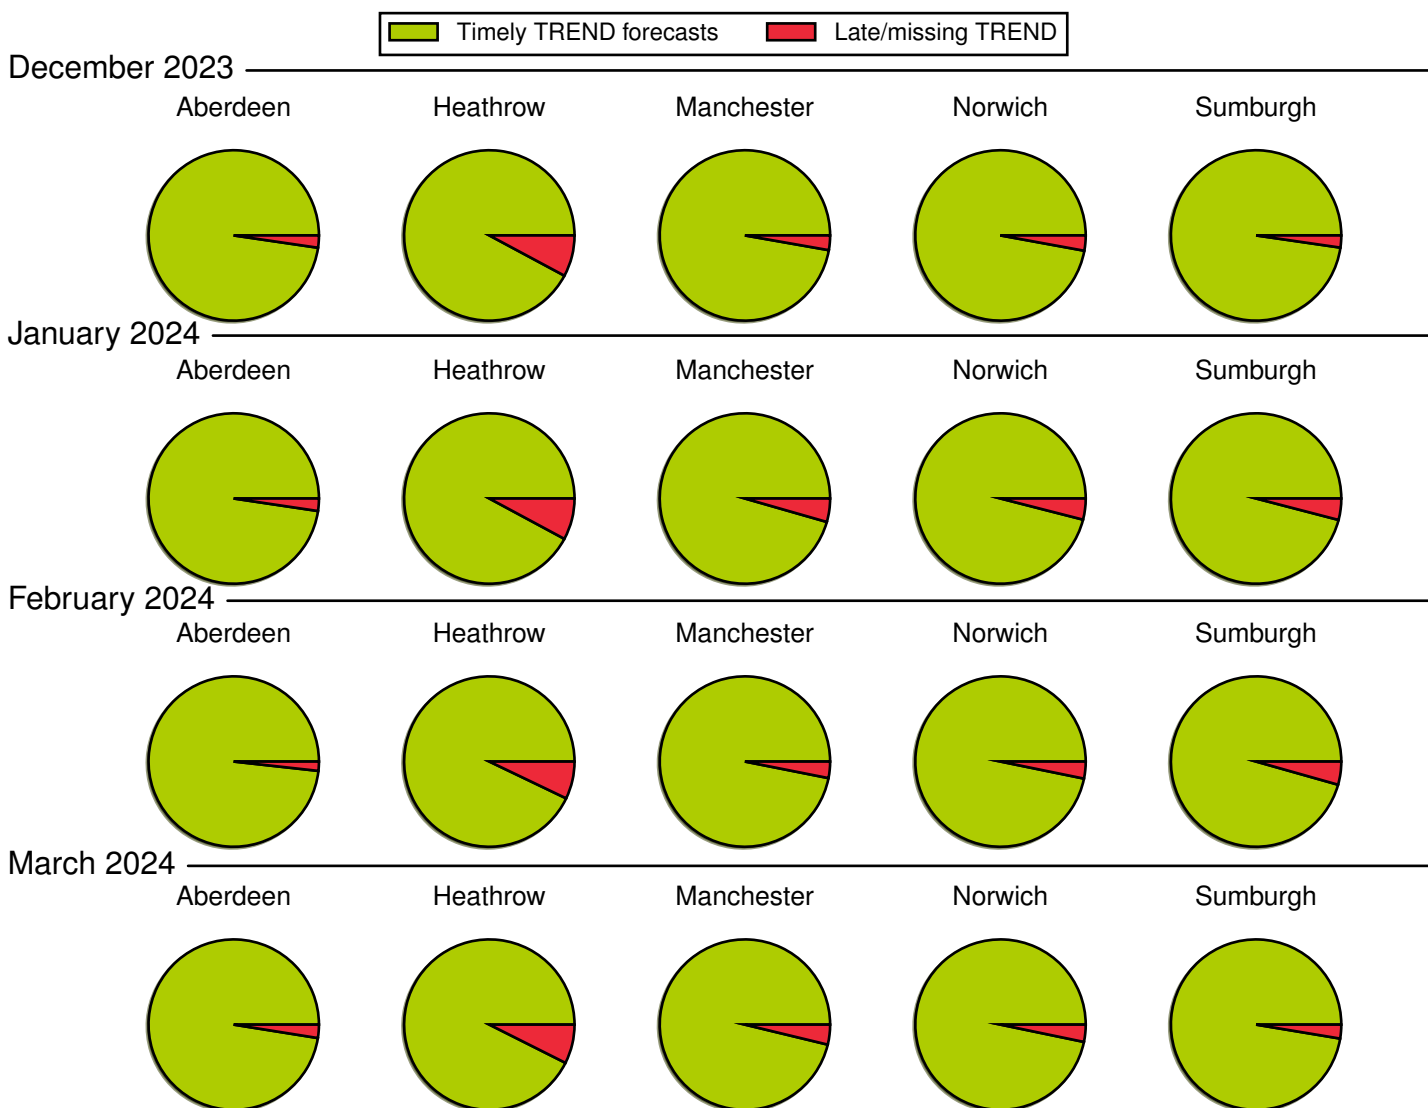 Timely TREND forecasts Late/missing TREND
December 2023
Aberdeen Heathrow Manchester Norwich Sumburgh
January 2024
Aberdeen Heathrow Manchester Norwich Sumburgh
February 2024
Aberdeen Heathrow Manchester Norwich Sumburgh
March 2024
Aberdeen Heathrow Manchester Norwich Sumburgh